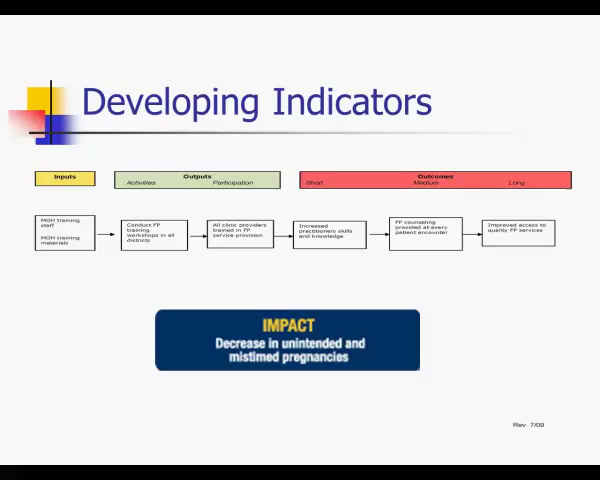 Developing Indicators
Inputs
Outputs
Activities Participation
Outcomes
Short Medium Long
MOH training
staff
MOH training
materials
Conduct FP
training
workshops in all
districts
All clinic providers
trained in FP
service provision
Increased
practitioners skills
and knowledge
FP counseling
provided at every
patient encounter
Improved access to
quality FP services
IMPACT
Decrease in unintended and
mistimed pregnancies
Rev. 7/09